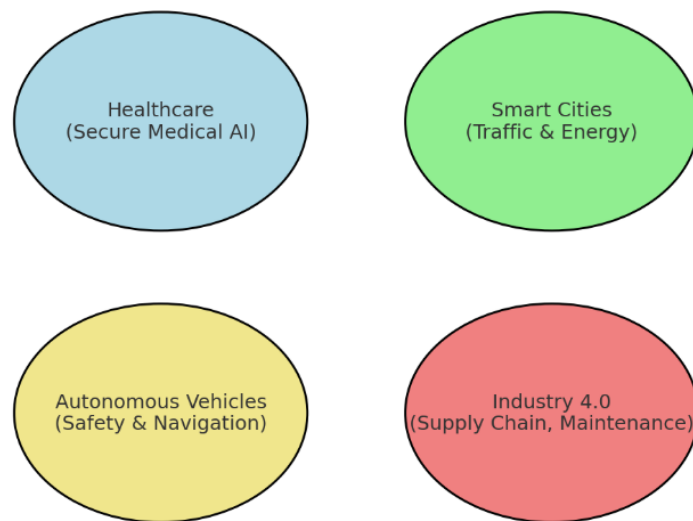 Healthcare
(Secure Medical AI)
Smart Cities
(Traffic & Energy)
Autonomous Vehicles
(Safety & Navigation)
Industry 4.0
(Supply Chain, Maintenance)